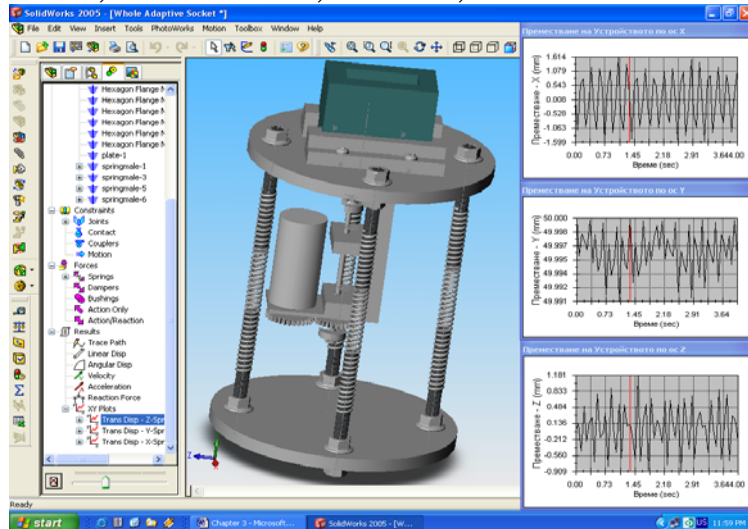 SolidWorks 2005 - [Whole Adaptive Socket *]
File Edit View Insert Tools PhotoWorks Motion Toolbox Window Help
Hexagon Flange N
Hexagon Flange N
Hexagon Flange N
Hexagon Flange N
Hexagon Flange N
plate-1
springmale-1
springmale-3
springmale-5
springmale-6
Constraints
Joints
Contact
Couplers
Motion
Forces
Springs
Dampers
Bushings
Action Only
Action/Reaction
Results
Trace Path
Linear Disp
Angular Disp
Velocity
Acceleration
Reaction Force
XY Plots
Trans Disp - Z-Spr
Trans Disp - Y-Spr
Trans Disp - X-Spr
Z
Преместване на Устройството по ос X
Преместване - X (mm)
1.614
1.079
0.543
0.008
-0.528
-1.063
-1.599
0.00 0.73 1.45 2.18 2.91 3.644.00
Време (sec)
Преместване на Устройството по ос Y
Преместване - Y (mm)
50.000
49.997
49.995
49.994
49.992
49.991
0.00 0.73 1.45 2.18 2.91 3.644.00
Време (sec)
Преместване на Устройството по ос Z
Преместване - Z (mm)
1.181
0.833
0.484
0.136
-0.212
-0.560
-0.909
0.00 0.73 1.45 2.18 2.91 3.644.00
Време (sec)
Ready
start
Chapter 3 - Microsoft...
SolidWorks 2005 - [W...
US
11:59 PM